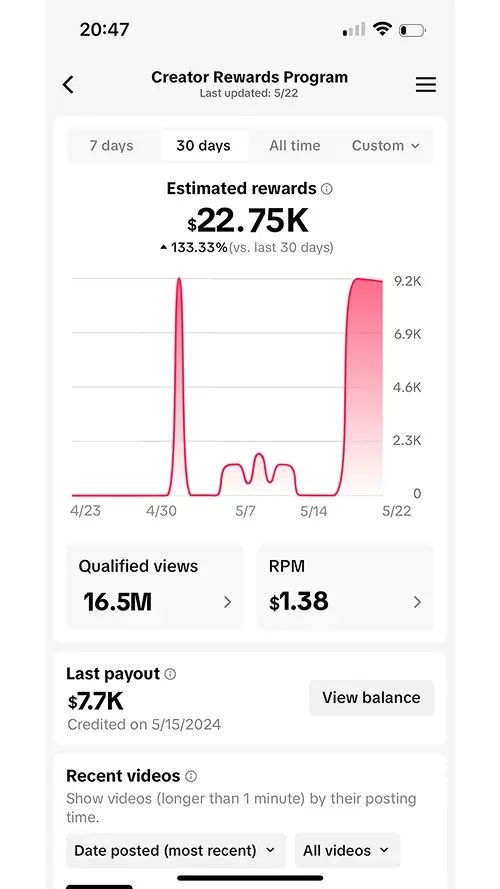 20:47
Creator Rewards Program
Last updated: 5/22
7 days 30 days All time Custom
Estimated rewards
$22.75K
133.33%(vs. last 30 days)
9.2K
6.9K
4.6K
2.3K
0
4/23 4/30 5/7 5/14 5/22
Qualified views RPM
16.5M $1.38
Last payout
$7.7K
View balance
Credited on 5/15/2024
Recent videos
Show videos (longer than 1 minute) by their posting
time.
Date posted (most recent) All videos